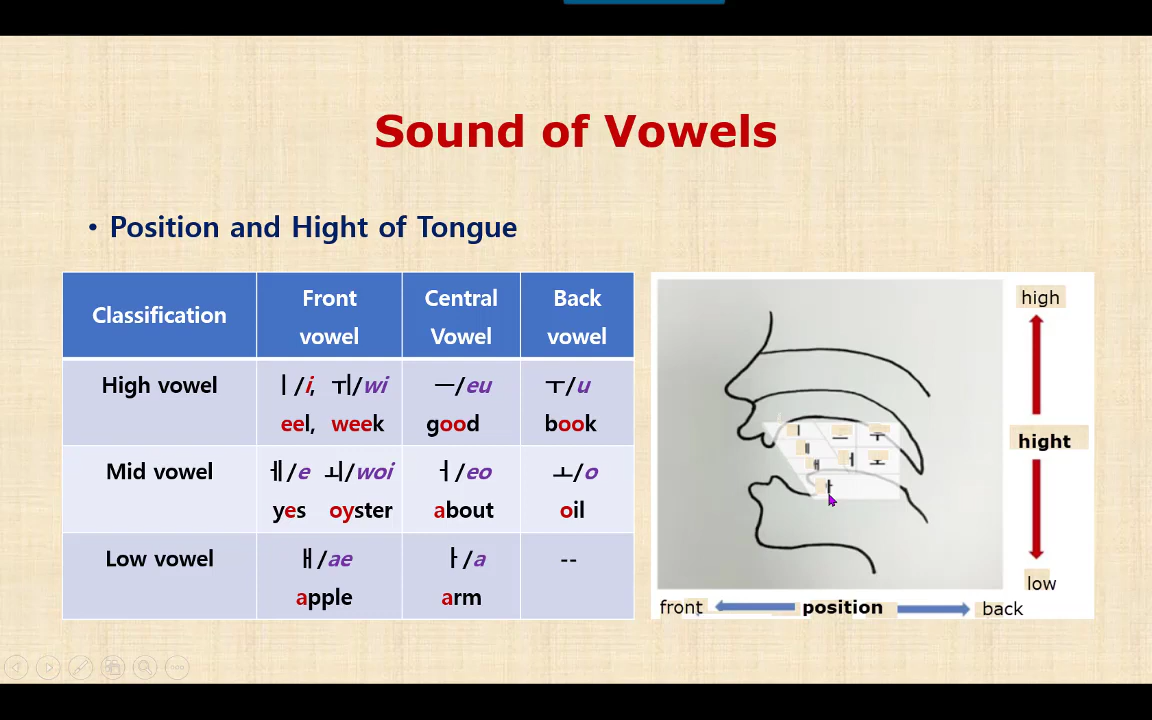 Sound of Vowels
• Position and Hight of Tongue
Classification
Front
vowel
Central
Vowel
Back
vowel
High vowel
ㅣ/i, ㅟ/wi
eel, week
ㅡ/eu
good
ㅜ/u
book
Mid vowel
ㅔ/e ㅚ/woi
yes oyster
ㅓ/eo
about
ㅗ/o
oil
Low vowel
ㅐ/ae
apple
ㅏ/a
arm
--
high
hight
low
ㅣ ㅡ ㅜ
ㅔ ㅓ ㅗ
ㅐ
ㅏ
front position back